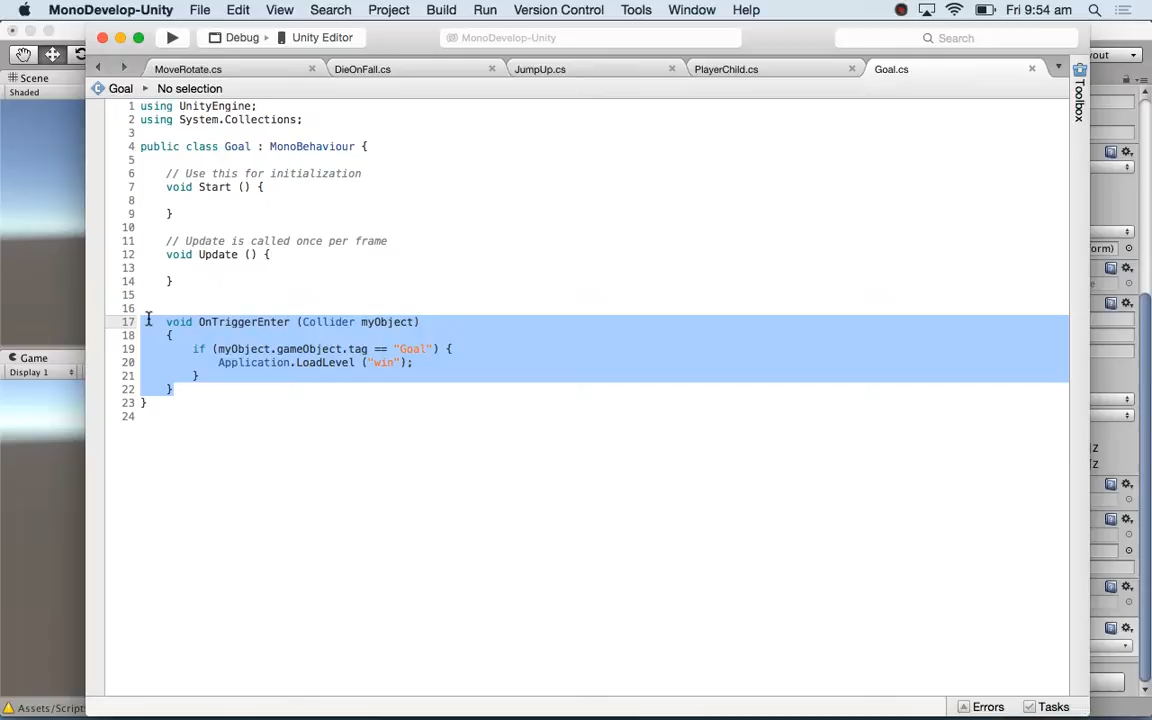 MonoDevelop-Unity File Edit View Search Project Build Run Version Control Tools Window Help Fri 9:54 am
Debug Unity Editor MonoDevelop-Unity Search
MoveRotate.cs DieOnFall.cs JumpUp.cs PlayerChild.cs Goal.cs
Goal No selection
Scene
Shaded
Game
Display 1
Assets/Script
Toolbox
out
orm)
z
z
1 using UnityEngine;
2 using System.Collections;
3
4 public class Goal : MonoBehaviour {
5
6 // Use this for initialization
7 void Start () {
8
9 }
10
11 // Update is called once per frame
12 void Update () {
13
14 }
15
16
17 void OnTriggerEnter (Collider myObject)
18 {
19 if (myObject.gameObject.tag == "Goal") {
20 Application.LoadLevel ("win");
21 }
22 }
23 }
24
Errors Tasks